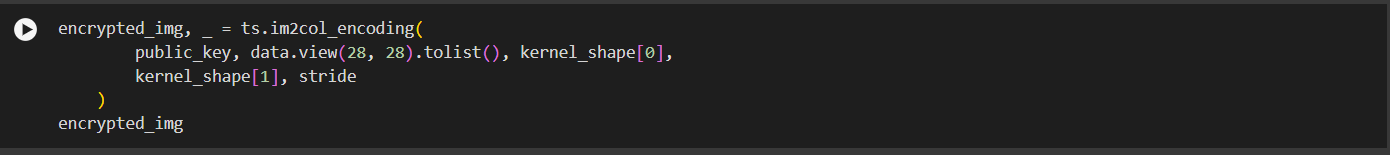 encrypted_img, _ = ts.im2col_encoding(
public_key, data.view(28, 28).tolist(), kernel_shape[0],
kernel_shape[1], stride
)
encrypted_img